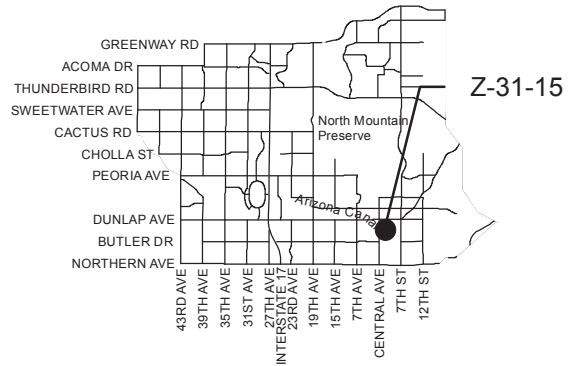 GREENWAY RD
ACOMA DR
THUNDERBIRD RD
SWEETWATER AVE
CACTUS RD
CHOLLA ST
PEORIA AVE
DUNLAP AVE
BUTLER DR
NORTHERN AVE
Z-31-15
North Mountain
Preserve
Arizona Canal
43RD AVE
39TH AVE
35TH AVE
31ST AVE
27TH AVE
INTERSTATE 17
23RD AVE
19TH AVE
15TH AVE
7TH AVE
CENTRAL AVE
7TH ST
12TH ST